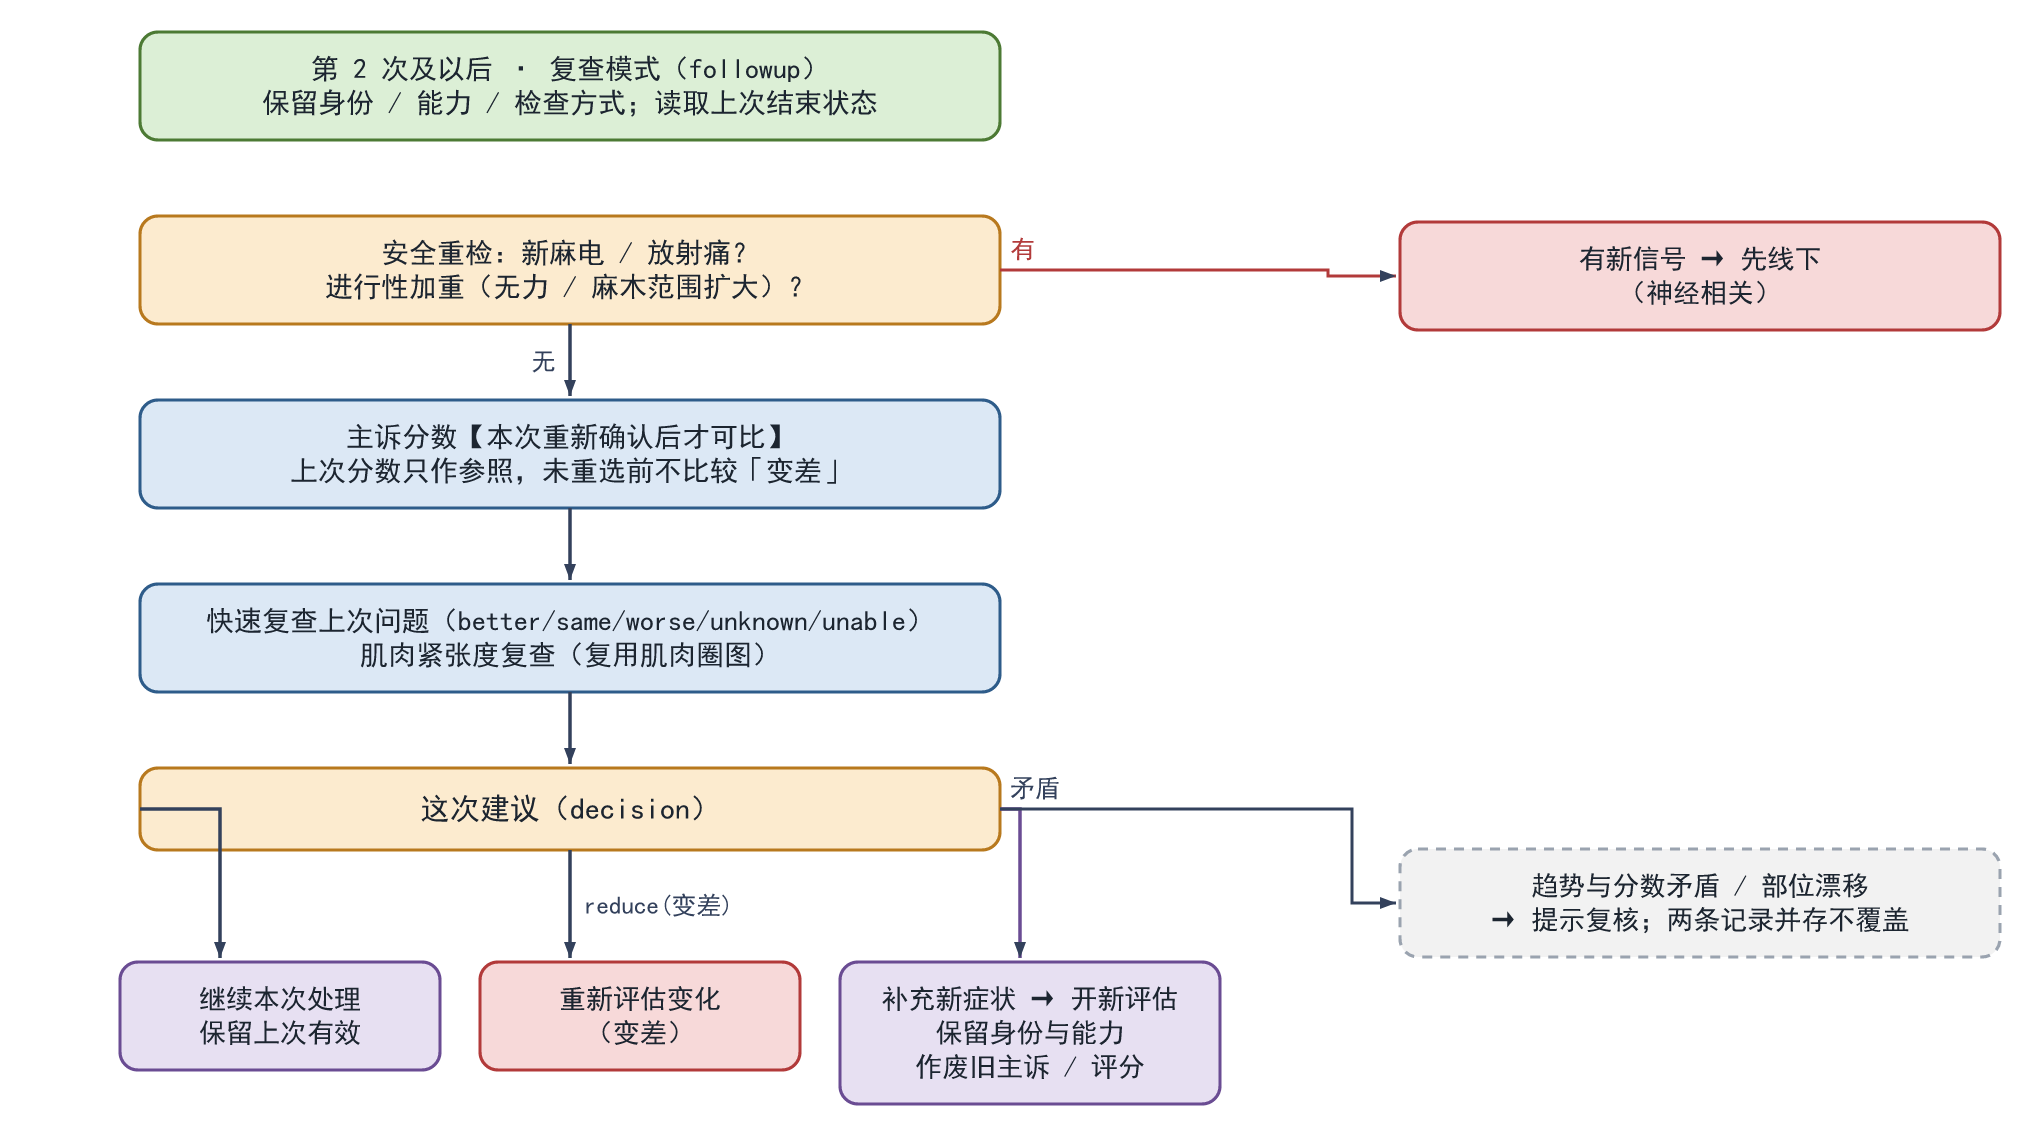 第 2 次及以后 · 复查模式（followup）
保留身份 / 能力 / 检查方式；读取上次结束状态
安全重检：新麻电 / 放射痛？
进行性加重（无力 / 麻木范围扩大）？
有
有新信号 → 先线下
（神经相关）
无
主诉分数【本次重新确认后才可比】
上次分数只作参照，未重选前不比较「变差」
快速复查上次问题（better/same/worse/unknown/unable）
肌肉紧张度复查（复用肌肉圈图）
这次建议（decision）
矛盾
趋势与分数矛盾 / 部位漂移
→ 提示复核；两条记录并存不覆盖
reduce(变差)
继续本次处理
保留上次有效
重新评估变化
（变差）
补充新症状 → 开新评估
保留身份与能力
作废旧主诉 / 评分